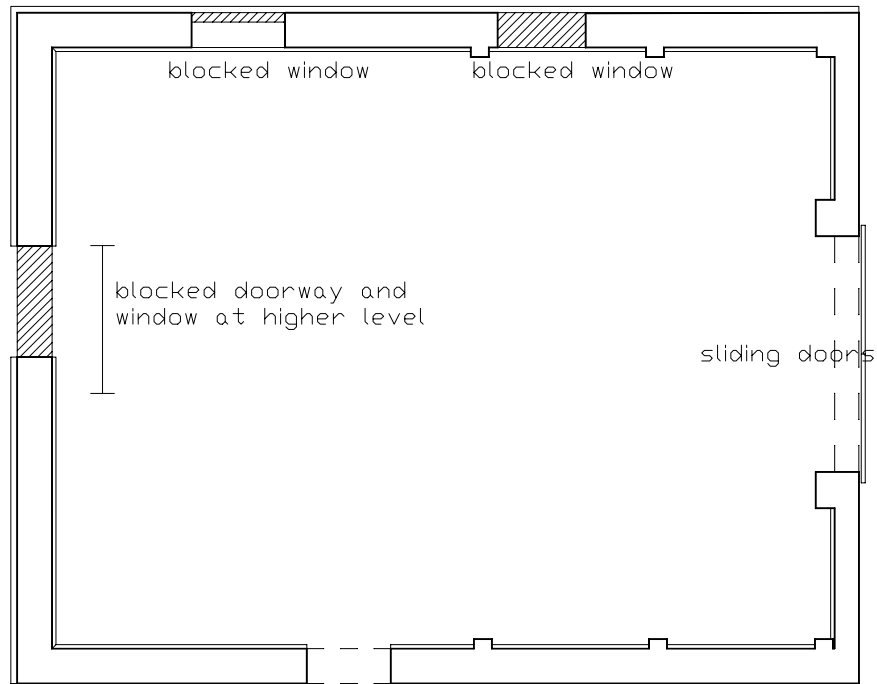 blocked window
blocked window
blocked doorway and
window at higher level
sliding doors